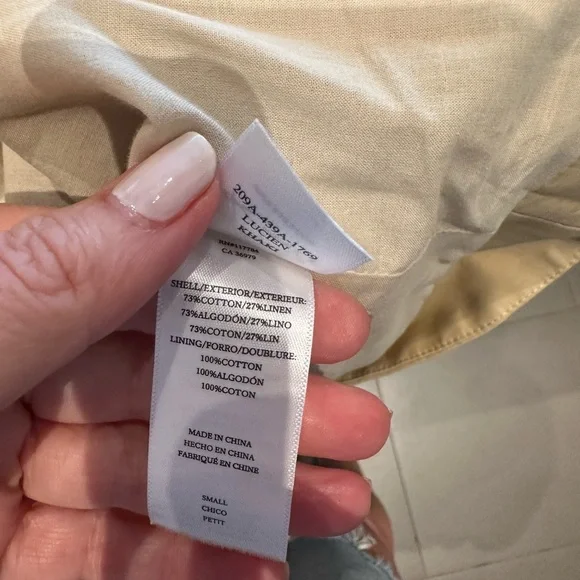 209A-439A-1769
LUCIEN
KHAKI
CA 36979
SHELL/EXTERIOR/EXTERIEUR:
73%COTTON/27%LINEN
73%ALGODÓN/27%LINO
73%COTON/27%LIN
LINING/FORRO/DOUBLURE:
100%COTTON
100%ALGODÓN
100%COTON
MADE IN CHINA
HECHO EN CHINA
FABRIQUÉ EN CHINE
SMALL
CHICO
PETIT